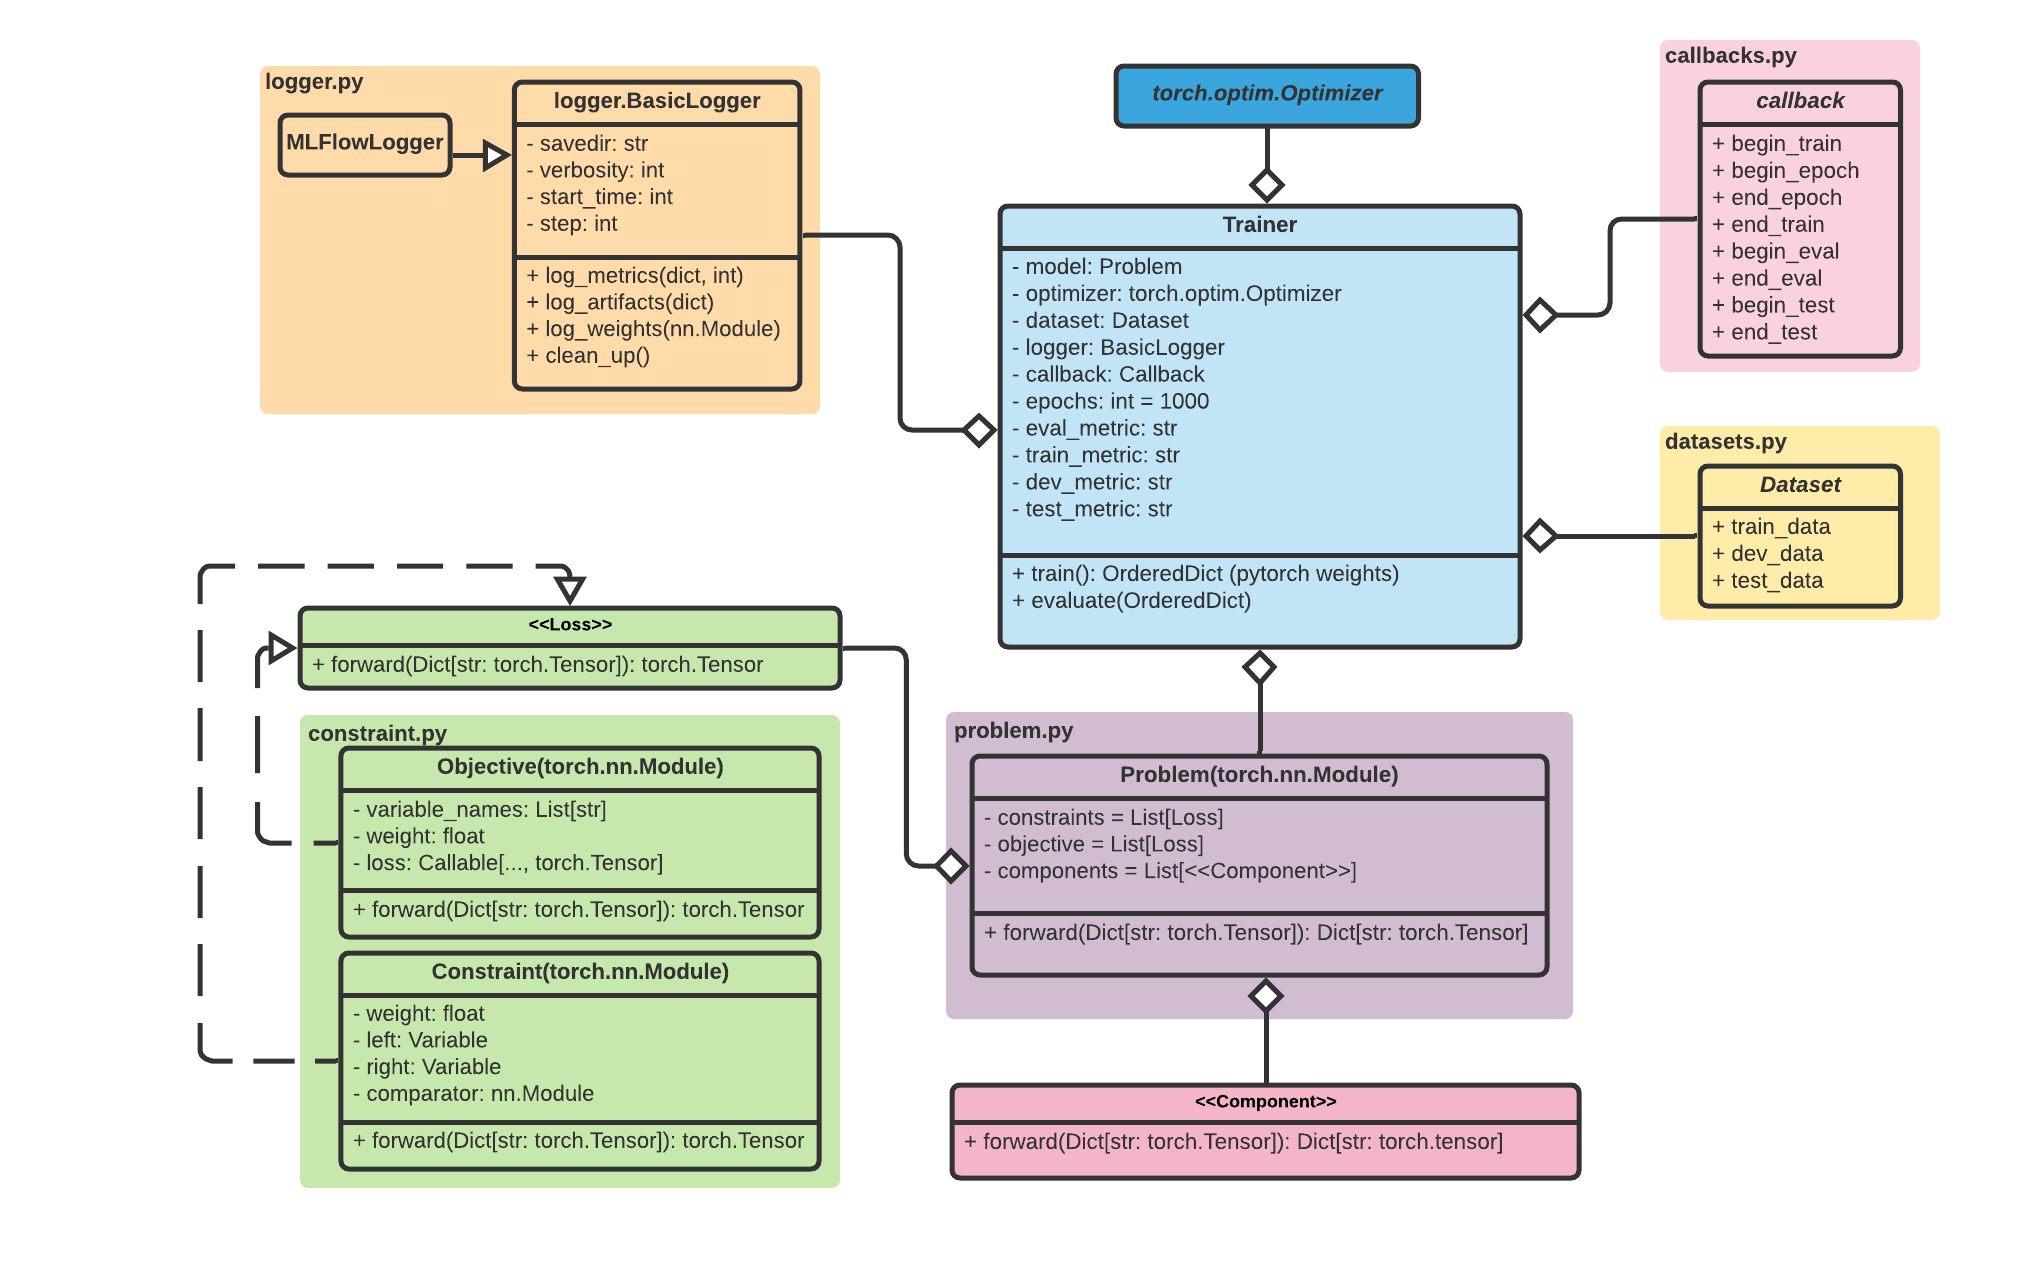 logger.py
MLFlowLogger
logger.BasicLogger
- savedir: str
- verbosity: int
- start_time: int
- step: int
+ log_metrics(dict, int)
+ log_artifacts(dict)
+ log_weights(nn.Module)
+ clean_up()
torch.optim.Optimizer
callbacks.py
callback
+ begin_train
+ begin_epoch
+ end_epoch
+ end_train
+ begin_eval
+ end_eval
+ begin_test
+ end_test
Trainer
- model: Problem
- optimizer: torch.optim.Optimizer
- dataset: Dataset
- logger: BasicLogger
- callback: Callback
- epochs: int = 1000
- eval_metric: str
- train_metric: str
- dev_metric: str
- test_metric: str
+ train(): OrderedDict (pytorch weights)
+ evaluate(OrderedDict)
datasets.py
Dataset
+ train_data
+ dev_data
+ test_data
<<Loss>>
+ forward(Dict[str: torch.Tensor]): torch.Tensor
constraint.py
Objective(torch.nn.Module)
- variable_names: List[str]
- weight: float
- loss: Callable[..., torch.Tensor]
+ forward(Dict[str: torch.Tensor]): torch.Tensor
Constraint(torch.nn.Module)
- weight: float
- left: Variable
- right: Variable
- comparator: nn.Module
+ forward(Dict[str: torch.Tensor]): torch.Tensor
problem.py
Problem(torch.nn.Module)
- constraints = List[Loss]
- objective = List[Loss]
- components = List[<<Component>>]
+ forward(Dict[str: torch.Tensor]): Dict[str: torch.Tensor]
<<Component>>
+ forward(Dict[str: torch.Tensor]): Dict[str: torch.tensor]